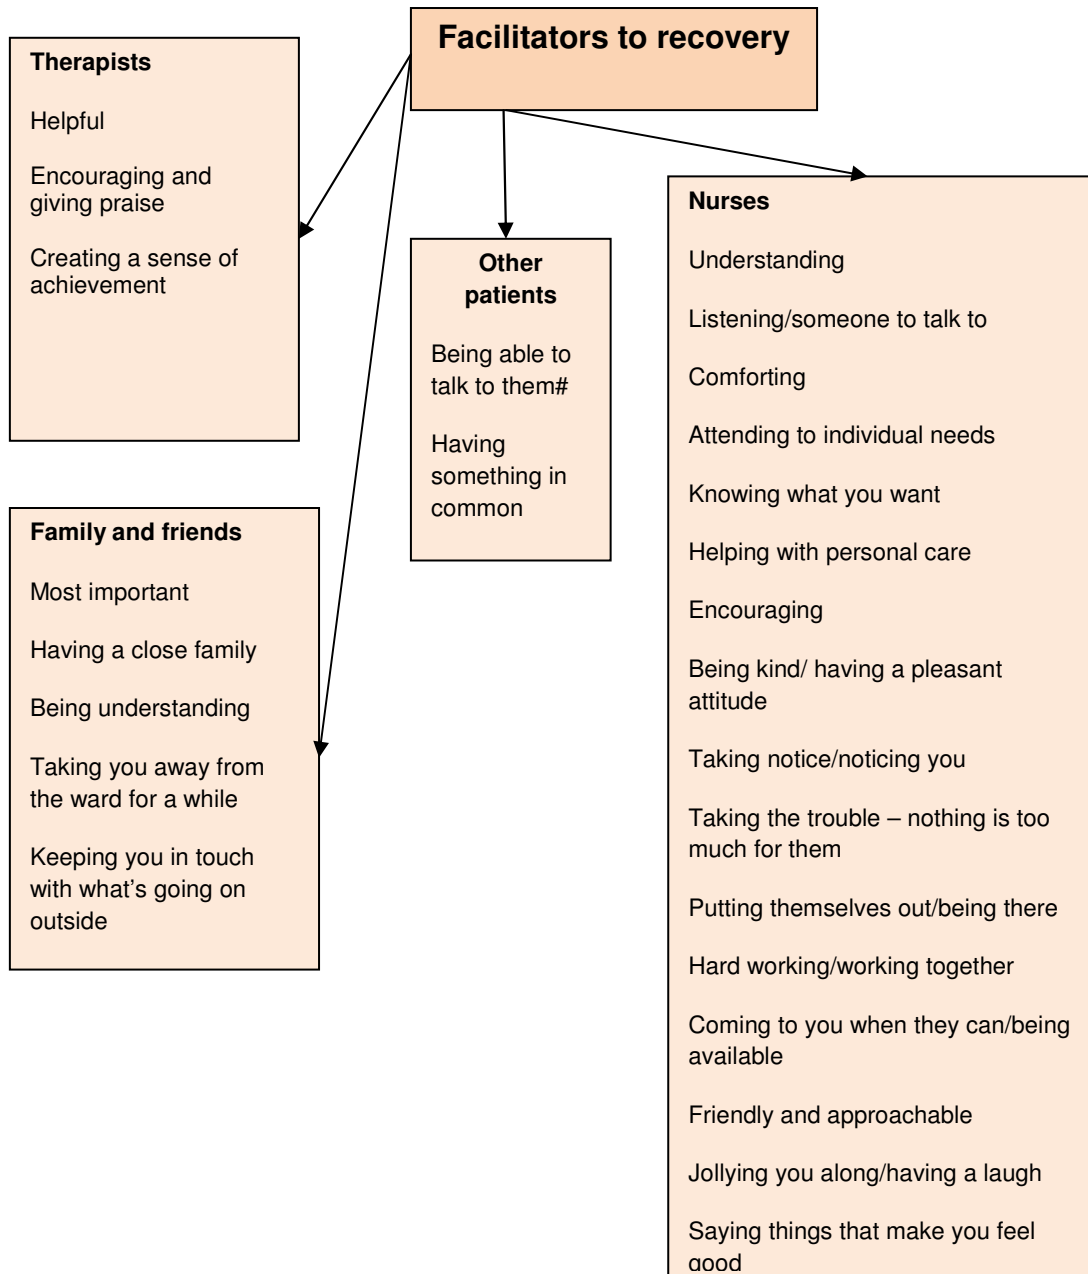 Facilitators to recovery
Therapists
Helpful
Encouraging and
giving praise
Creating a sense of
achievement
Other
patients
Being able to
talk to them#
Having
something in
common
Family and friends
Most important
Having a close family
Being understanding
Taking you away from
the ward for a while
Keeping you in touch
with what's going on
outside
Nurses
Understanding
Listening/someone to talk to
Comforting
Attending to individual needs
Knowing what you want
Helping with personal care
Encouraging
Being kind/ having a pleasant
attitude
Taking notice/noticing you
Taking the trouble – nothing is too
much for them
Putting themselves out/being there
Hard working/working together
Coming to you when they can/being
available
Friendly and approachable
Jollying you along/having a laugh
Saying things that make you feel
good